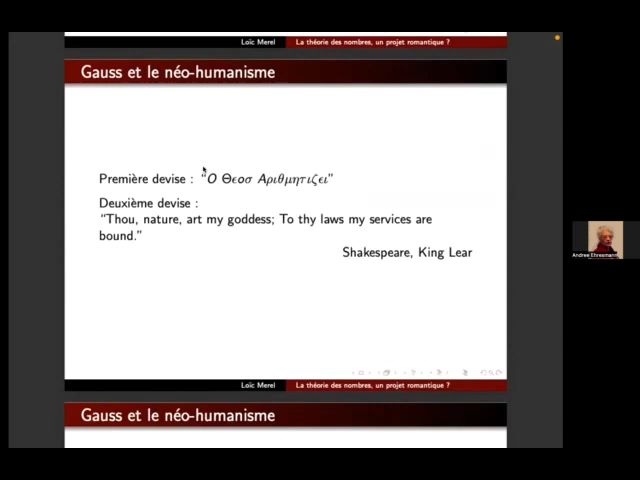 Loïc Merel La théorie des nombres, un projet romantique ?
Gauss et le néo-humanisme
Première devise : “Ο Θεοσ Αριθμητιζει”
Deuxième devise :
“Thou, nature, art my goddess; To thy laws my services are
bound.”
Shakespeare, King Lear
Andree Ehresmann
Loïc Merel La théorie des nombres, un projet romantique ?
Gauss et le néo-humanisme